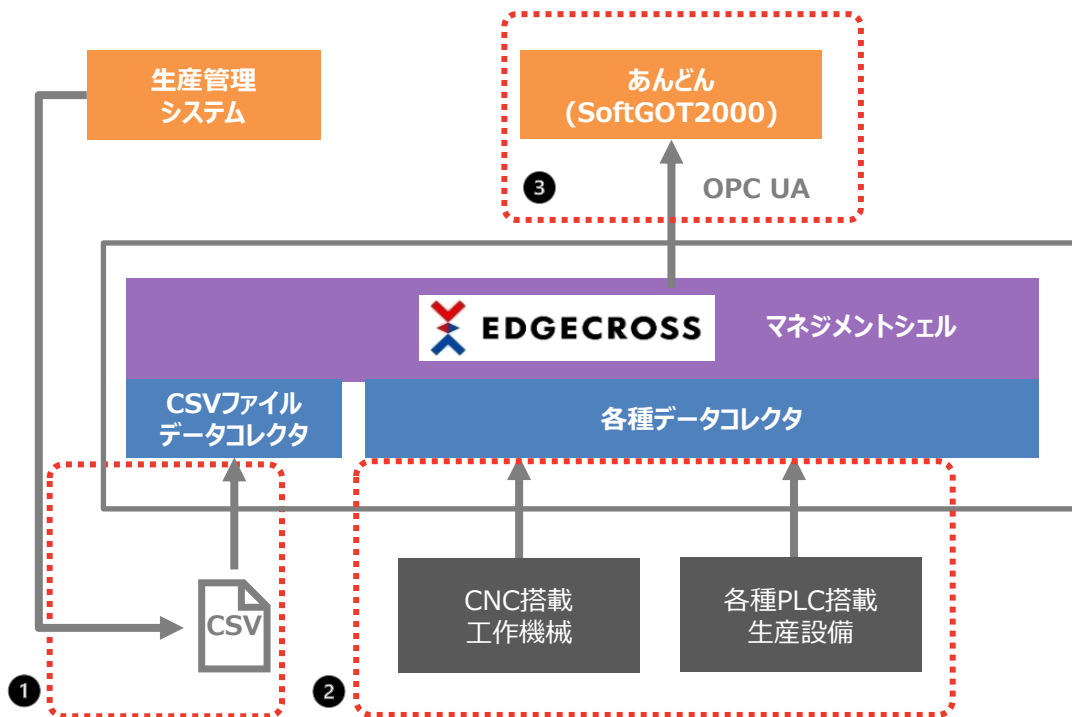 生産管理
システム
あんどん
(SoftGOT2000)
❸
OPC UA
EDGECROSS
マネジメントシェル
CSVファイル
データコレクタ
各種データコレクタ
CSV
CNC搭載
工作機械
各種PLC搭載
生産設備
❶
❷